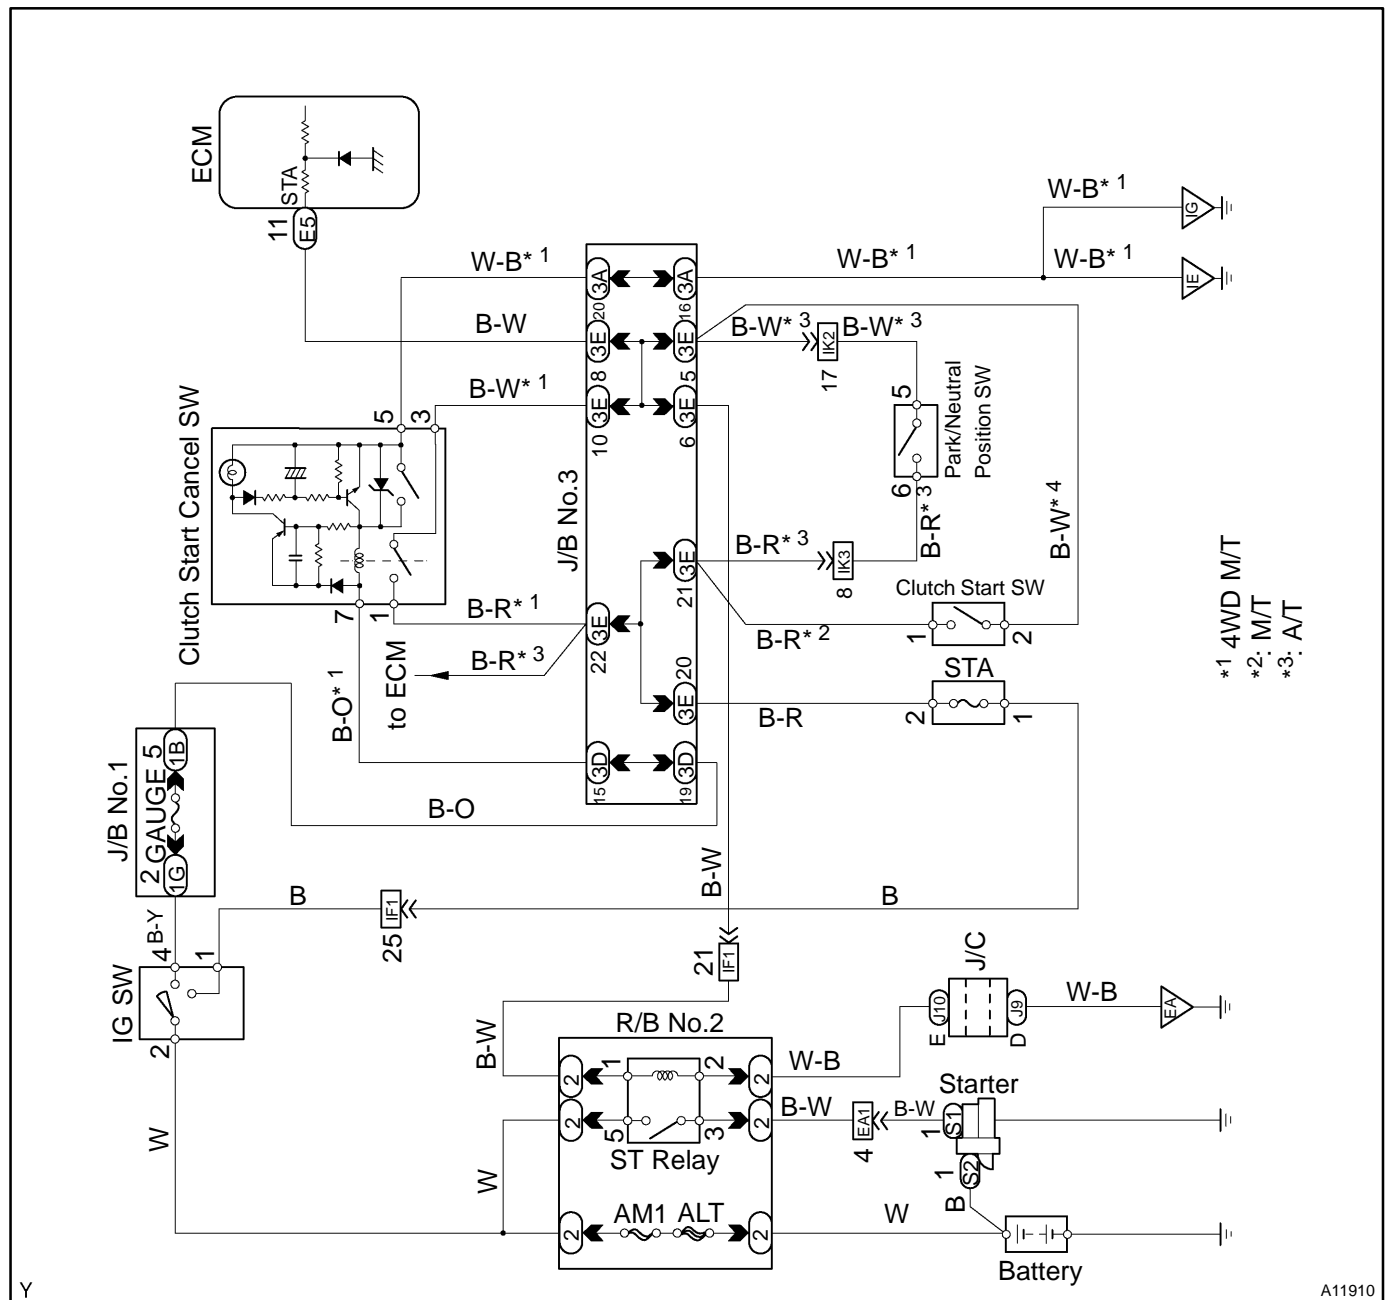 ECM
STA
11
E5
W-B* 1
W-B* 1
W-B* 1
W-B* 1
IG
IE
3A
3A
20
16
B-W
B-W* 3
B-W* 3
IK2
17
3E
3E
8
5
Clutch Start Cancel SW
5
3
B-W* 1
3E
3E
10
6
5
Park/Neutral
Position SW
6
J/B No.3
B-R* 3
B-R* 3
IK3
8
B-W* 4
3E
21
7
1
B-R* 1
3E
22
B-R* 2
Clutch Start SW
1
2
B-R* 3
to ECM
B-O* 1
20
3E
B-R
STA
2
1
*1 4WD M/T
*2: M/T
*3: A/T
J/B No.1
2 GAUGE 5
1B
1G
3D
3D
15
19
B-O
B-W
B
25
IF1
B
B-Y
4
1
IG SW
2
21
IF1
J/C
J10
J9
E
D
W-B
EA
R/B No.2
B-W
2
1
2
2
W-B
2
5
3
2
ST Relay
B-W
EA1
4
B-W
Starter
1
S1
1
S2
B
W
W
2
AM1
ALT
2
W
Battery
Y
A11910